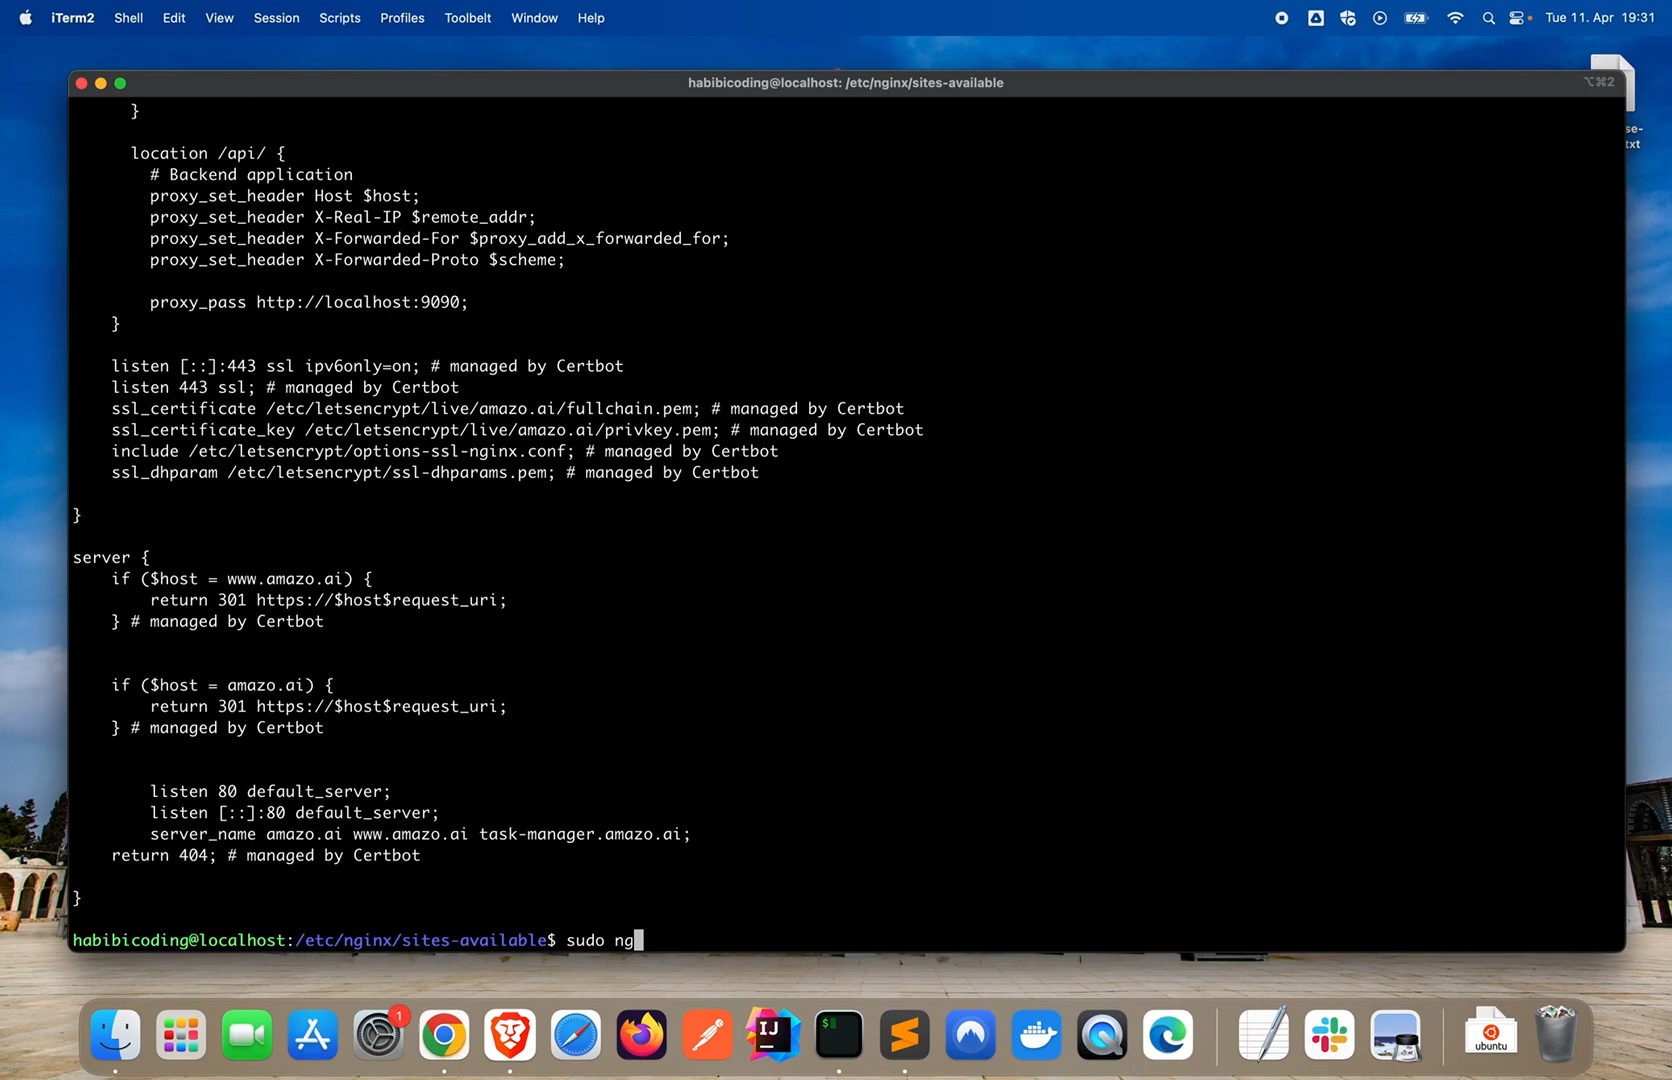 iTerm2 Shell Edit View Session Scripts Profiles Toolbelt Window Help Tue 11. Apr 19:31
habibicoding@localhost: /etc/nginx/sites-available ⌥⌘2
se-
txt
}
location /api/ {
# Backend application
proxy_set_header Host $host;
proxy_set_header X-Real-IP $remote_addr;
proxy_set_header X-Forwarded-For $proxy_add_x_forwarded_for;
proxy_set_header X-Forwarded-Proto $scheme;
proxy_pass http://localhost:9090;
}
listen [::]:443 ssl ipv6only=on; # managed by Certbot
listen 443 ssl; # managed by Certbot
ssl_certificate /etc/letsencrypt/live/amazo.ai/fullchain.pem; # managed by Certbot
ssl_certificate_key /etc/letsencrypt/live/amazo.ai/privkey.pem; # managed by Certbot
include /etc/letsencrypt/options-ssl-nginx.conf; # managed by Certbot
ssl_dhparam /etc/letsencrypt/ssl-dhparams.pem; # managed by Certbot
}
server {
if ($host = www.amazo.ai) {
return 301 https://$host$request_uri;
} # managed by Certbot
if ($host = amazo.ai) {
return 301 https://$host$request_uri;
} # managed by Certbot
listen 80 default_server;
listen [::]:80 default_server;
server_name amazo.ai www.amazo.ai task-manager.amazo.ai;
return 404; # managed by Certbot
}
habibicoding@localhost:/etc/nginx/sites-available$ sudo ng
1
IJ
$
ubuntu